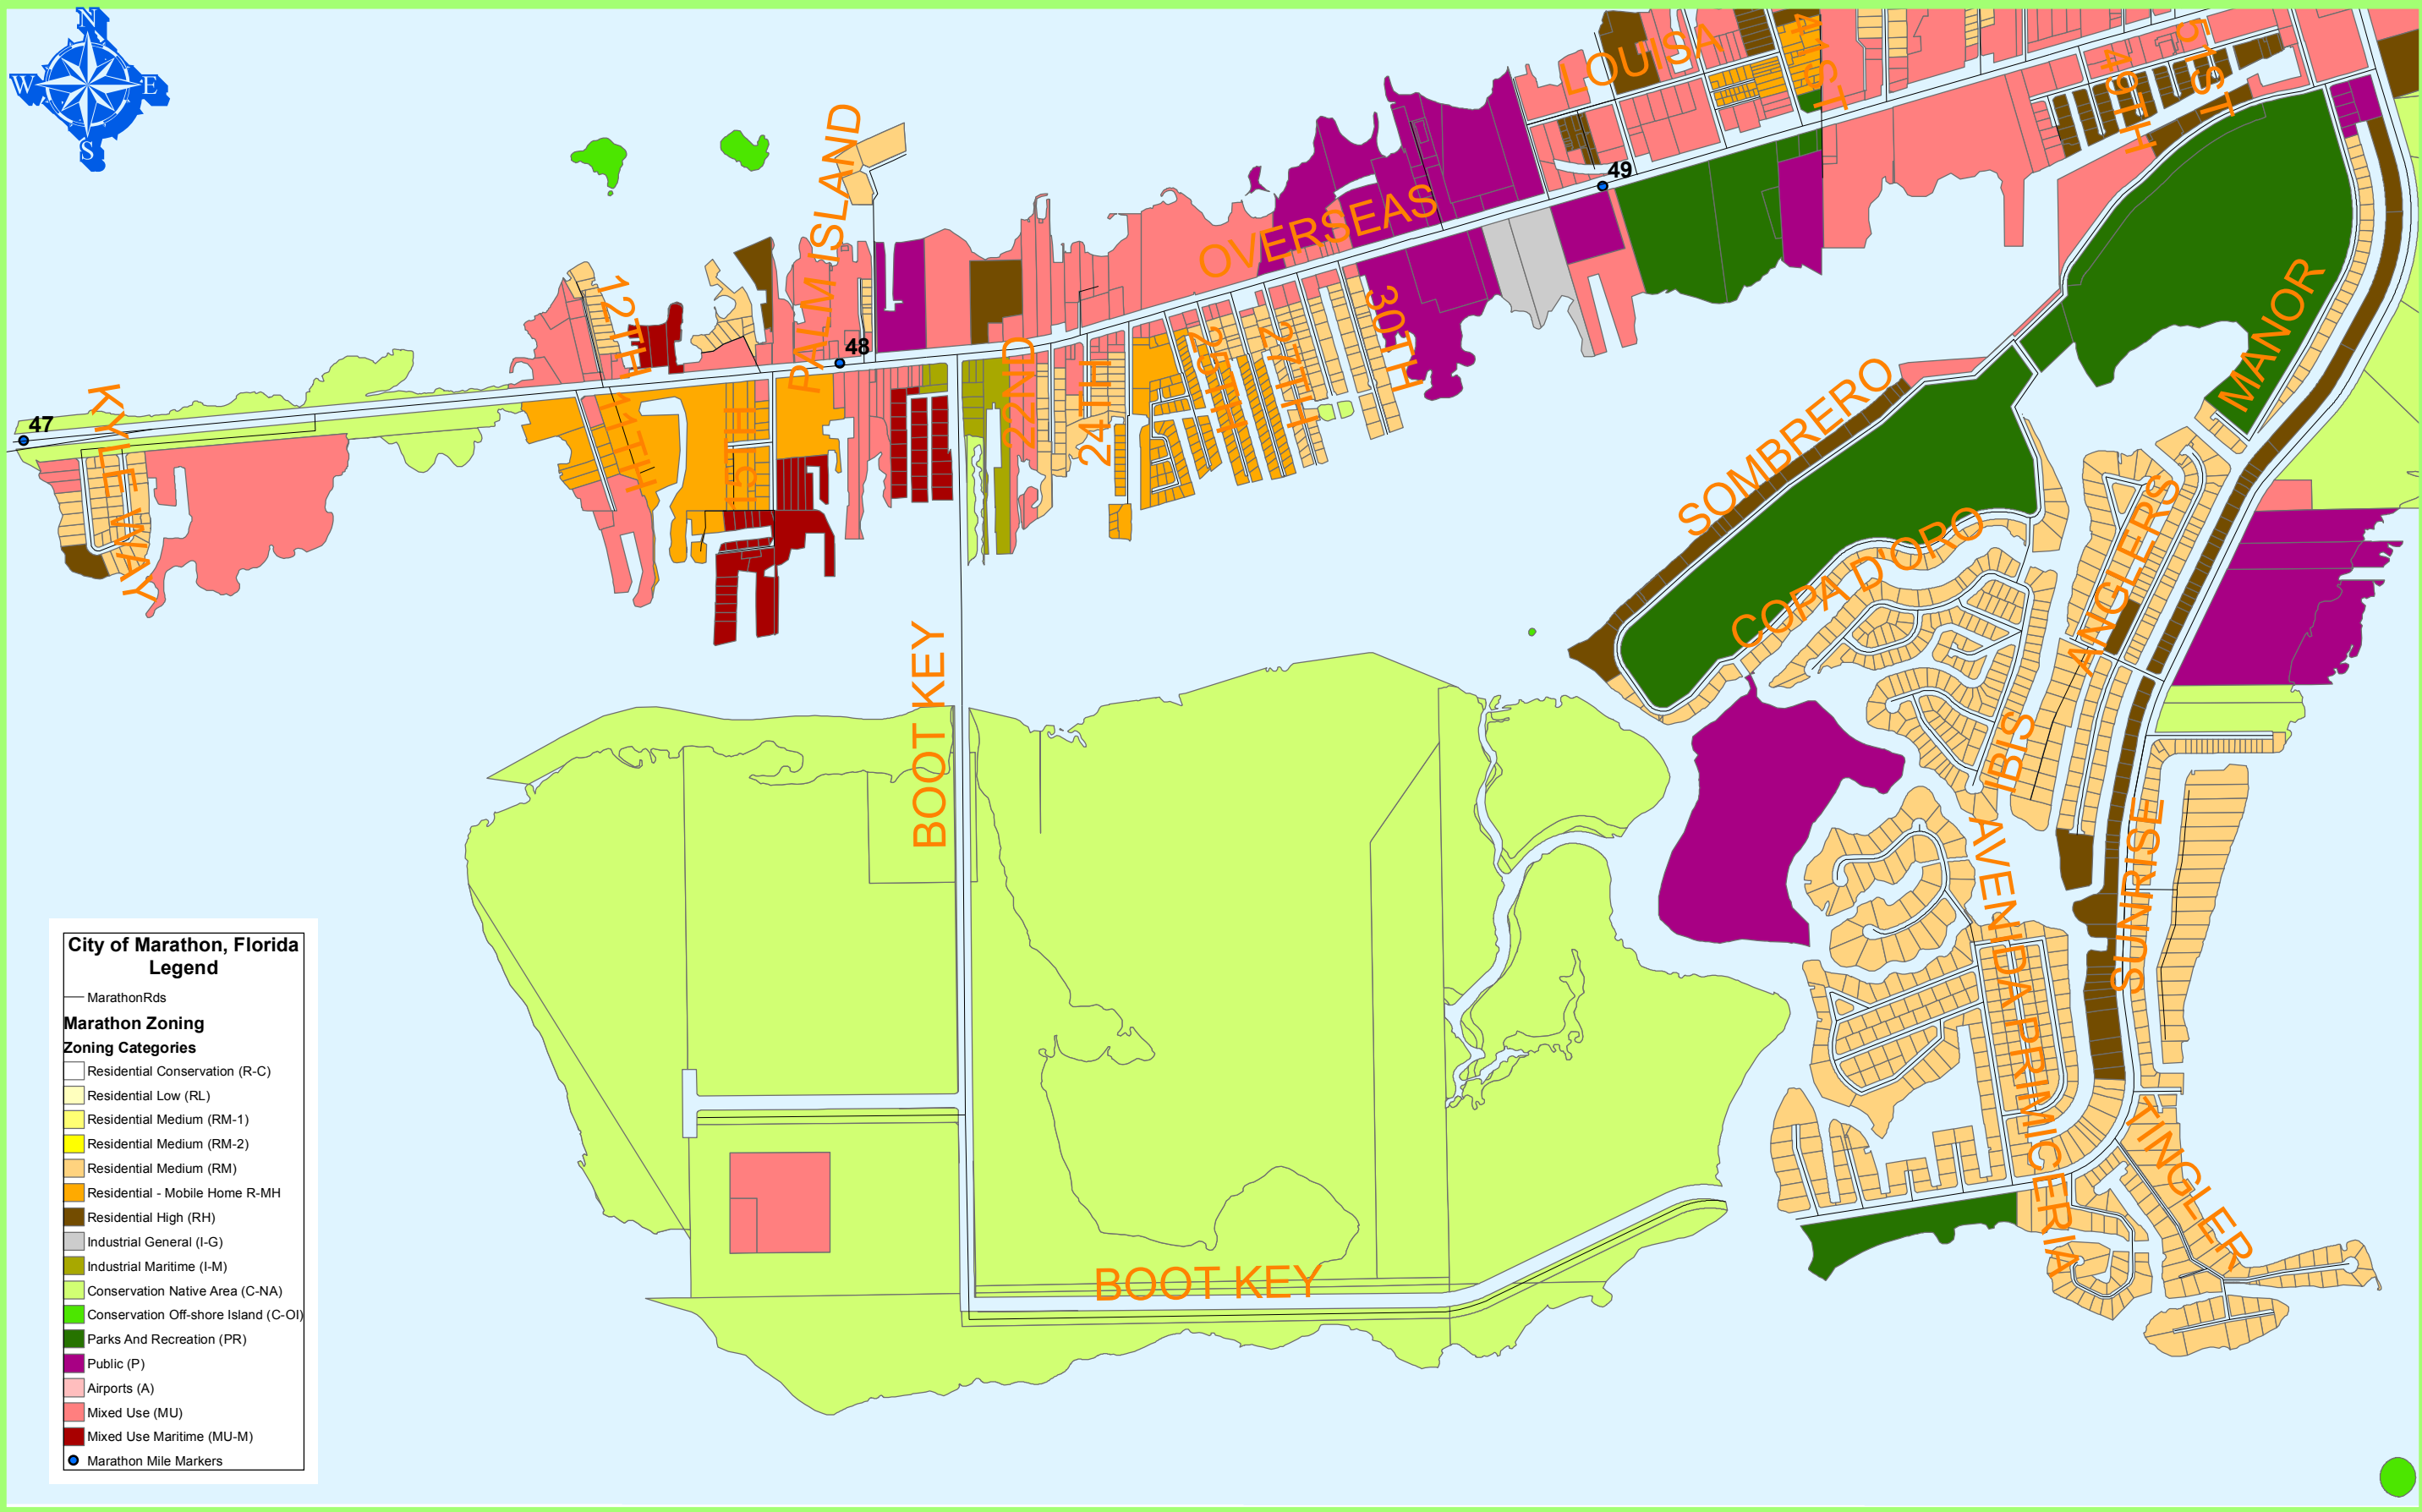 N
W
E
S
LOUISA
41ST
51ST
49TH
PALM ISLAND
49
OVERSEAS
12TH
48
30TH
27TH
25TH
22ND
24TH
KYLE WAY
47
11TH
MANOR
SOMBRERO
ANGLERS
COPA D'ORO
BOOT KEY
IBIS
SUNRISE
AVENIDA PRIMICERIA
TINGLER
BOOT KEY
City of Marathon, Florida
Legend
MarathonRds
Marathon Zoning
Zoning Categories
Residential Conservation (R-C)
Residential Low (RL)
Residential Medium (RM-1)
Residential Medium (RM-2)
Residential Medium (RM)
Residential - Mobile Home R-MH
Residential High (RH)
Industrial General (I-G)
Industrial Maritime (I-M)
Conservation Native Area (C-NA)
Conservation Off-shore Island (C-OI)
Parks And Recreation (PR)
Public (P)
Airports (A)
Mixed Use (MU)
Mixed Use Maritime (MU-M)
Marathon Mile Markers